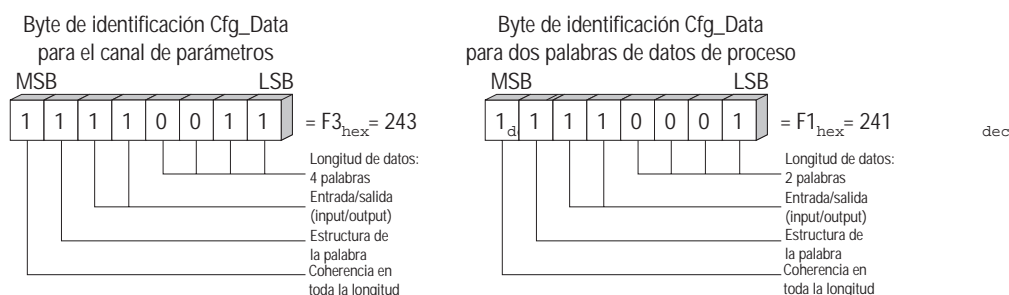 Byte de identificación Cfg_Data
para el canal de parámetros
MSB LSB
1 1 1 1 0 0 1 1 = F3hex= 243
Longitud de datos:
4 palabras
Entrada/salida
(input/output)
Estructura de
la palabra
Coherencia en
toda la longitud
Byte de identificación Cfg_Data
para dos palabras de datos de proceso
MSB LSB
1 1 1 1 0 0 0 1 = F1hex= 241 dec
Longitud de datos:
2 palabras
Entrada/salida
(input/output)
Estructura de
la palabra
Coherencia en
toda la longitud